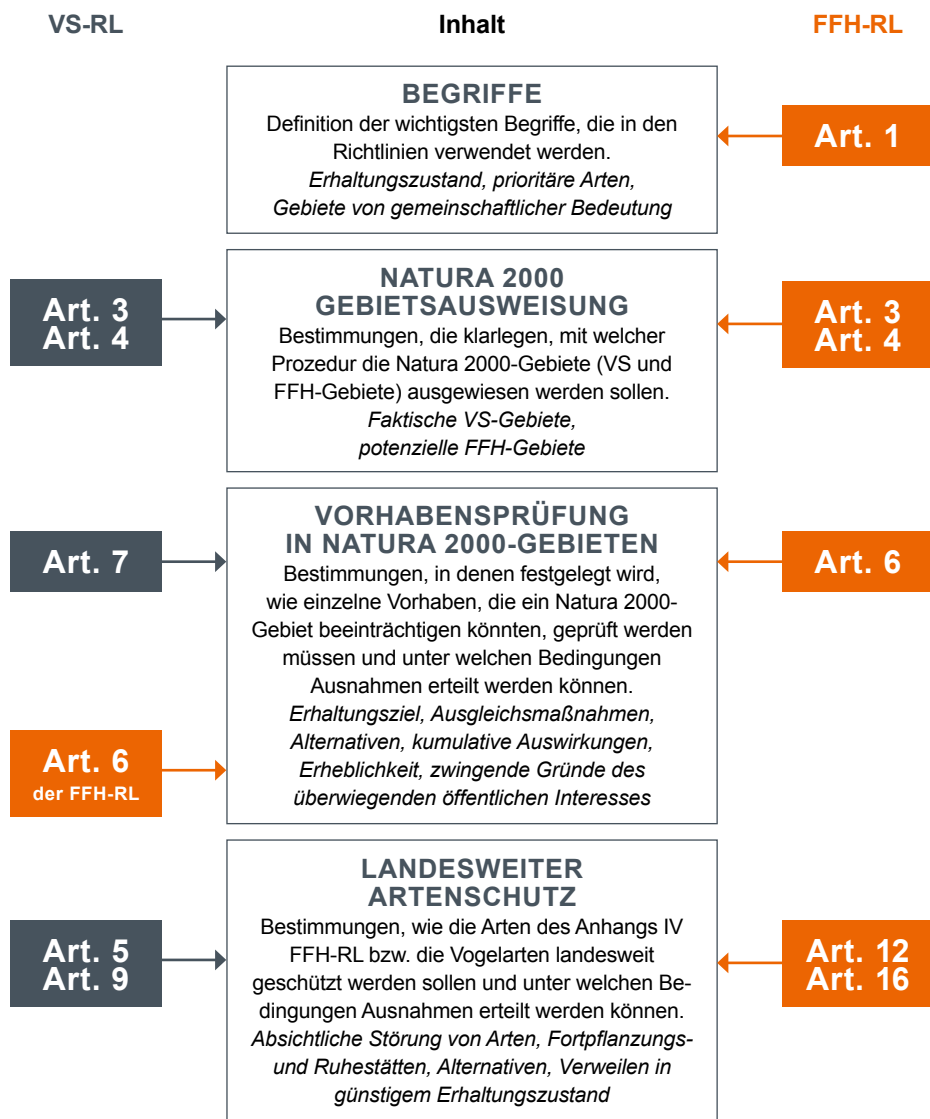 VS-RL
Inhalt
FFH-RL
BEGRIFFE
Definition der wichtigsten Begriffe, die in den
Richtlinien verwendet werden.
Erhaltungszustand, prioritäre Arten,
Gebiete von gemeinschaftlicher Bedeutung
Art. 1
Art. 3
Art. 4
NATURA 2000
GEBIETSAUSWEISUNG
Bestimmungen, die klarlegen, mit welcher
Prozedur die Natura 2000-Gebiete (VS und
FFH-Gebiete) ausgewiesen werden sollen.
Faktische VS-Gebiete,
potenzielle FFH-Gebiete
Art. 3
Art. 4
Art. 7
Art. 6
der FFH-RL
VORHABENSPRÜFUNG
IN NATURA 2000-GEBIETEN
Bestimmungen, in denen festgelegt wird,
wie einzelne Vorhaben, die ein Natura 2000-
Gebiet beeinträchtigen könnten, geprüft werden
müssen und unter welchen Bedingungen
Ausnahmen erteilt werden können.
Erhaltungsziel, Ausgleichsmaßnahmen,
Alternativen, kumulative Auswirkungen,
Erheblichkeit, zwingende Gründe des
überwiegenden öffentlichen Interesses
Art. 6
Art. 5
Art. 9
LANDESWEITER
ARTENSCHUTZ
Bestimmungen, wie die Arten des Anhangs IV
FFH-RL bzw. die Vogelarten landesweit
geschützt werden sollen und unter welchen Be-
dingungen Ausnahmen erteilt werden können.
Absichtliche Störung von Arten, Fortpflanzungs-
und Ruhestätten, Alternativen, Verweilen in
günstigem Erhaltungszustand
Art. 12
Art. 16